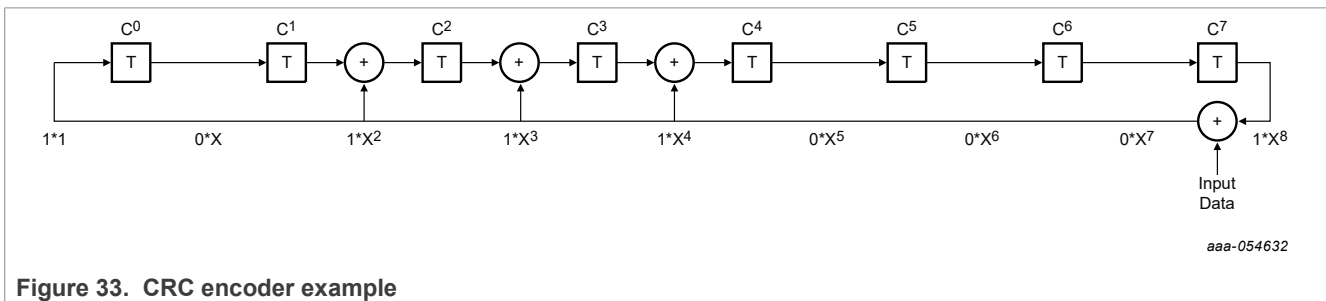 C⁰ C¹ C² C³ C⁴ C⁵ C⁶ C⁷
T T + T + T + T T T T
1*1 0*X 1*X² 1*X³ 1*X⁴ 0*X⁵ 0*X⁶ 0*X⁷ + 1*X⁸
Input
Data
aaa-054632
Figure 33. CRC encoder example